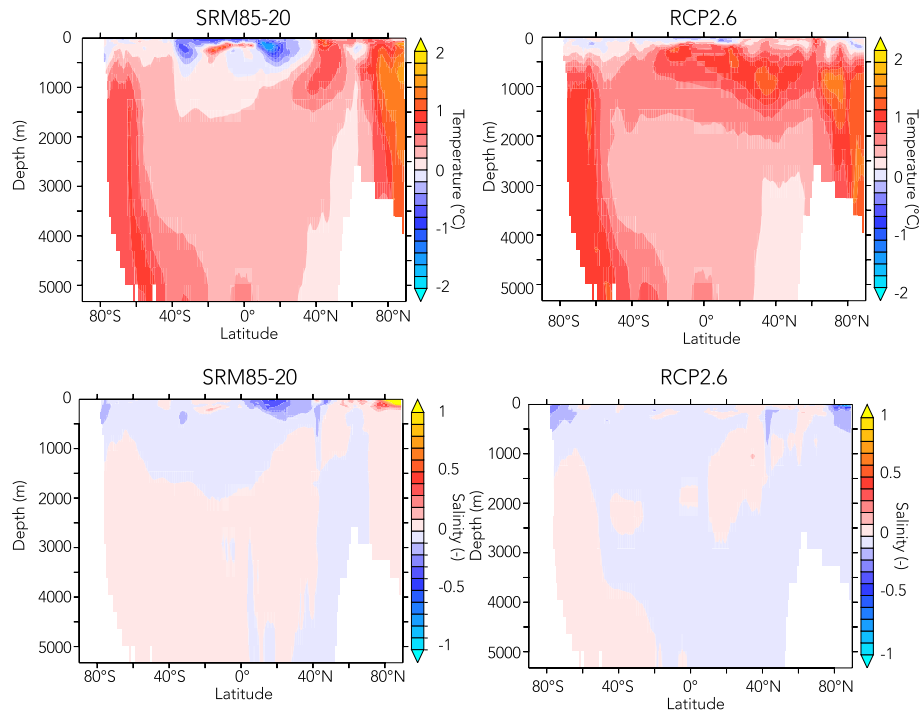 SRM85-20
RCP2.6
0
1000
2000
3000
4000
5000
Depth (m)
80°S
40°S
0°
40°N
80°N
Latitude
2
1
0
-1
-2
Temperature (°C)
0
1000
2000
3000
4000
5000
Depth (m)
80°S
40°S
0°
40°N
80°N
Latitude
2
1
0
-1
-2
Temperature (°C)
SRM85-20
RCP2.6
0
1000
2000
3000
4000
5000
Depth (m)
80°S
40°S
0°
40°N
80°N
Latitude
1
0.5
0
-0.5
-1
Salinity (-)
0
1000
2000
3000
4000
5000
Depth (m)
80°S
40°S
0°
40°N
80°N
Latitude
1
0.5
0
-0.5
-1
Salinity (-)